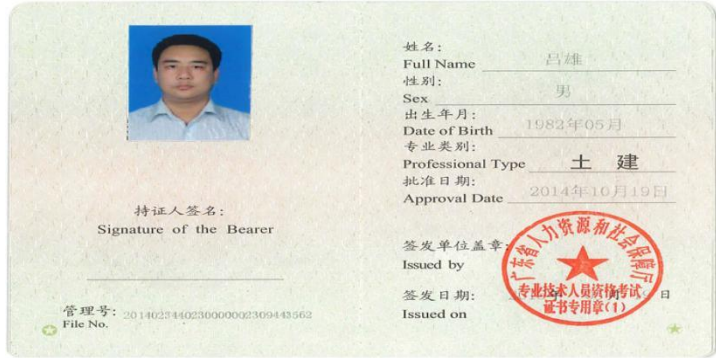 持证人签名:
Signature of the Bearer
管理号: 2014023440230000002309443562
File No.
姓名: 吕雄
Full Name
性别: 男
Sex
出生年月: 1982年05月
Date of Birth
专业类别: 土建
Professional Type
批准日期: 2014年10月19日
Approval Date
签发单位盖章:
Issued by
签发日期: 年 月 日
Issued on
广东省人力资源和社会保障厅
专业技术人员资格考试
证书专用章(1)